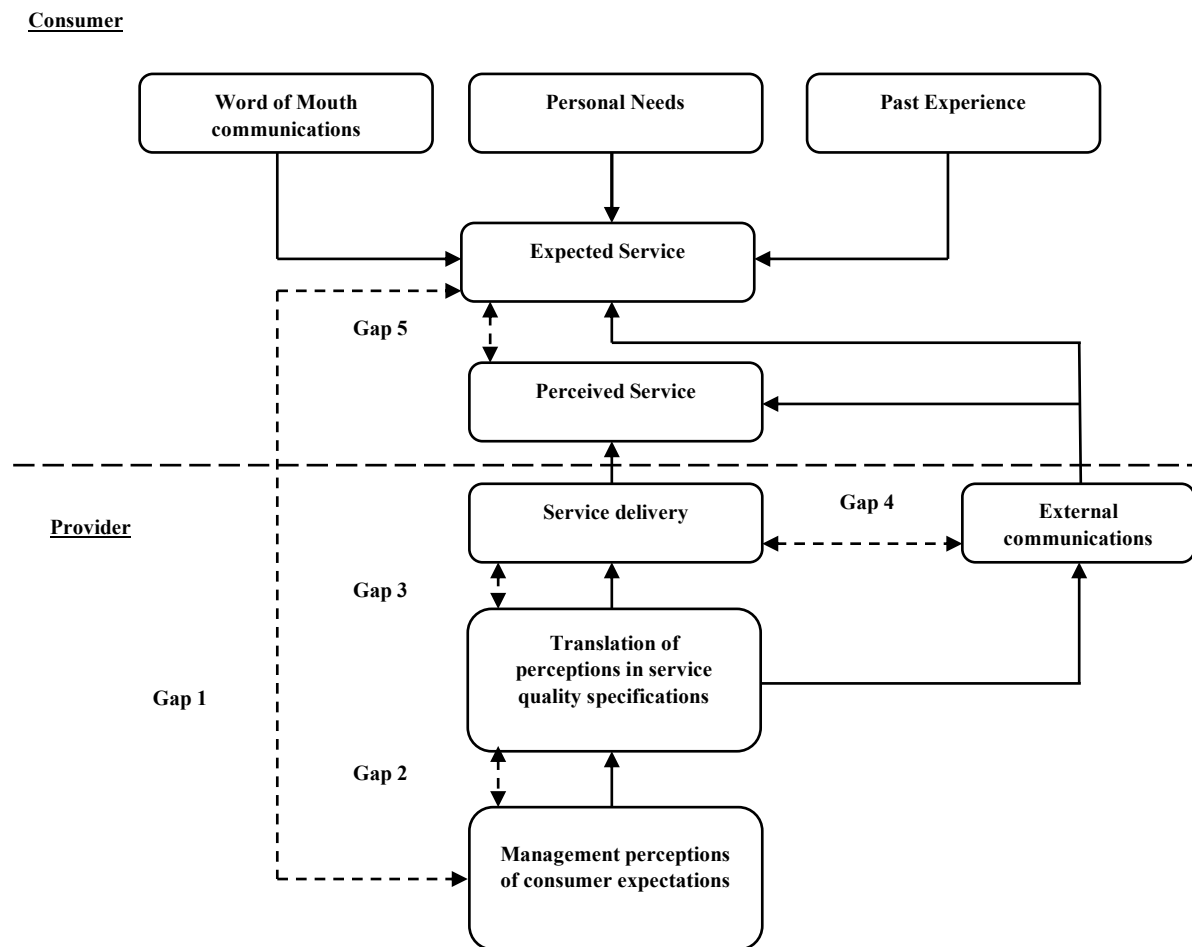 Consumer
Word of Mouth
communications
Personal Needs
Past Experience
Expected Service
Gap 5
Perceived Service
Provider
Service delivery
Gap 4
External
communications
Gap 3
Translation of
perceptions in service
quality specifications
Gap 1
Gap 2
Management perceptions
of consumer expectations